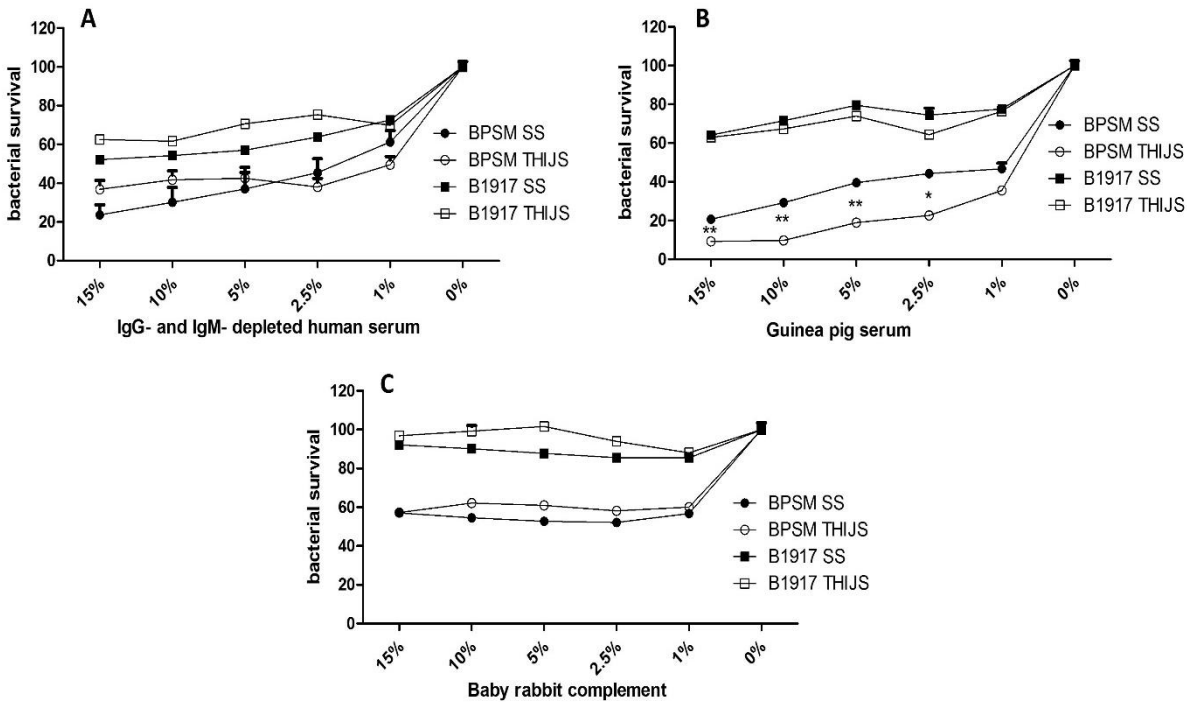 A
120
100
80
60
40
20
0
bacterial survival
15%
10%
5%
2.5%
1%
0%
IgG- and IgM- depleted human serum
BPSM SS
BPSM THIJS
B1917 SS
B1917 THIJS
B
120
100
80
60
40
20
0
bacterial survival
**
**
**
*
15%
10%
5%
2.5%
1%
0%
Guinea pig serum
BPSM SS
BPSM THIJS
B1917 SS
B1917 THIJS
C
120
100
80
60
40
20
0
bacterial survival
15%
10%
5%
2.5%
1%
0%
Baby rabbit complement
BPSM SS
BPSM THIJS
B1917 SS
B1917 THIJS